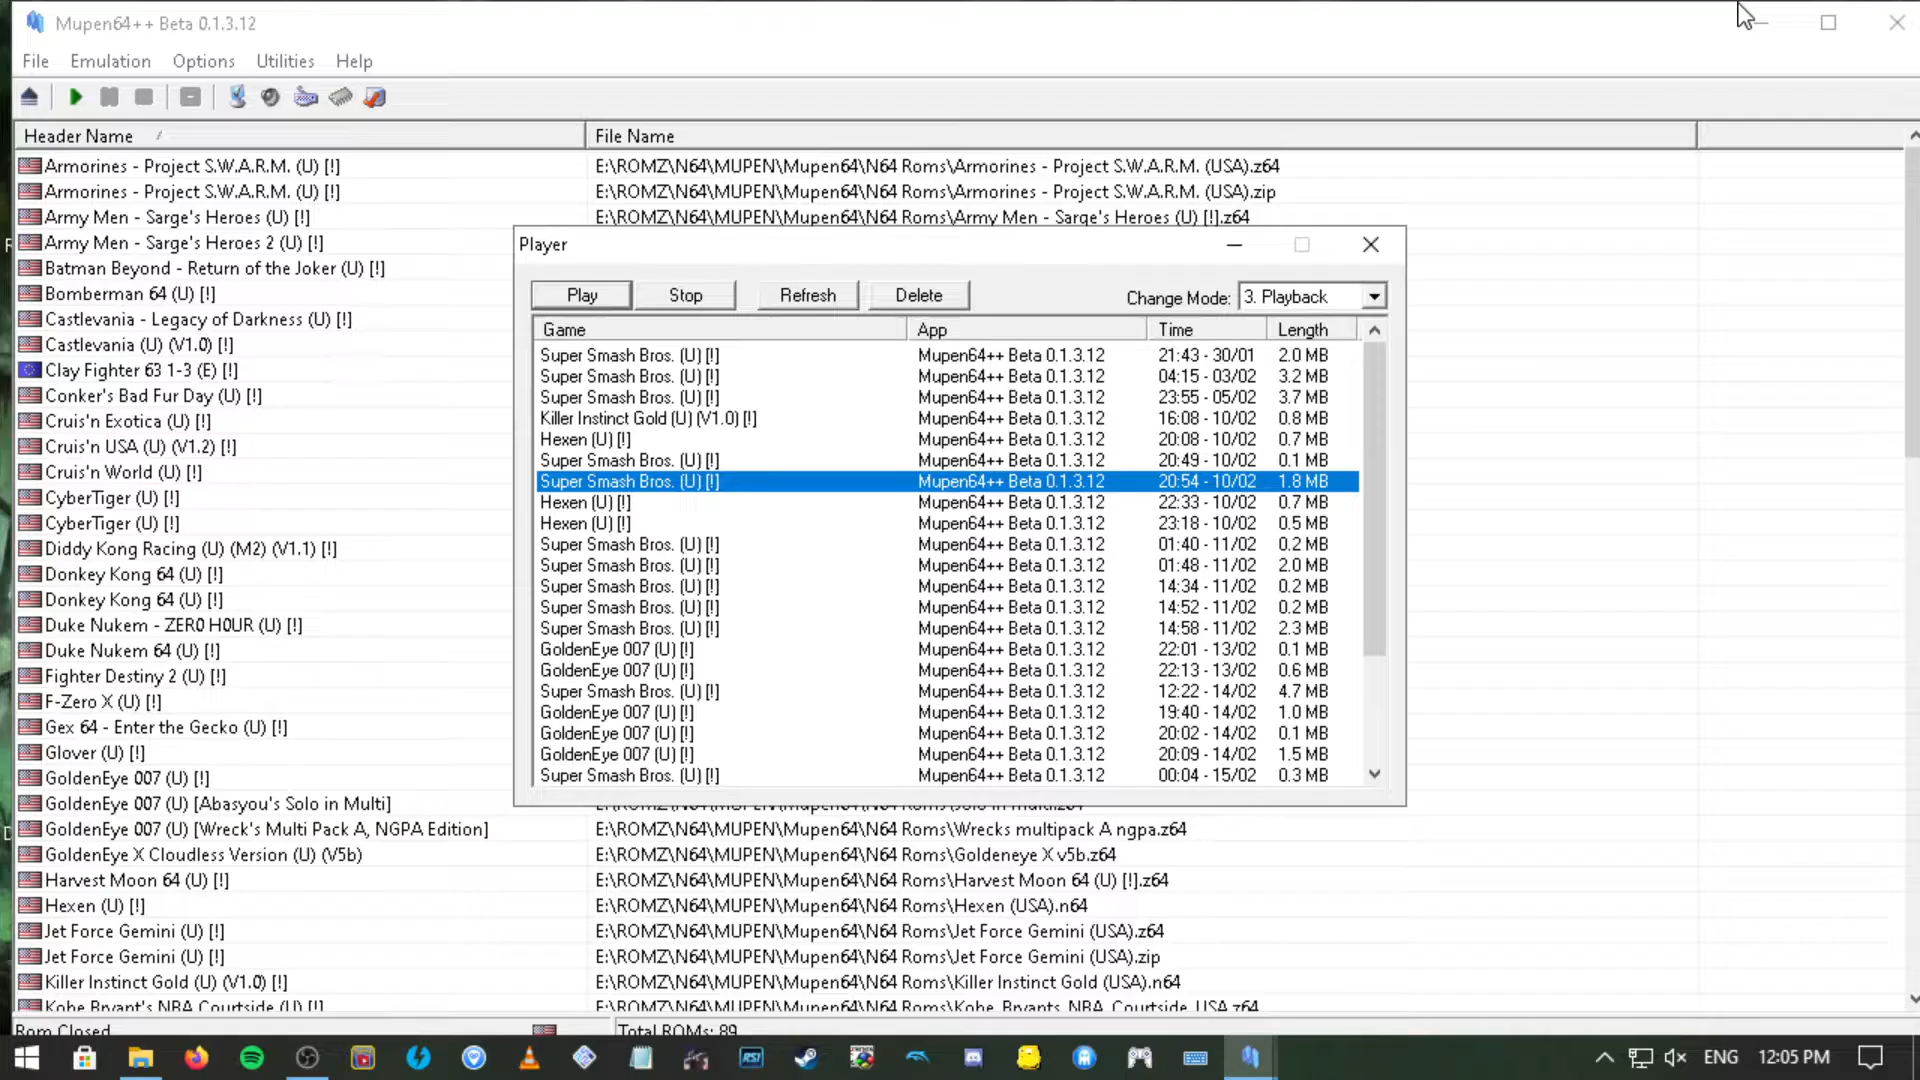 Mupen64++ Beta 0.1.3.12
File Emulation Options Utilities Help
Header Name File Name
Armorines - Project S.W.A.R.M. (U) [!] E:\ROMZ\N64\MUPEN\Mupen64\N64 Roms\Armorines - Project S.W.A.R.M. (USA).z64
Armorines - Project S.W.A.R.M. (U) [!] E:\ROMZ\N64\MUPEN\Mupen64\N64 Roms\Armorines - Project S.W.A.R.M. (USA).zip
Army Men - Sarge's Heroes (U) [!] E:\ROMZ\N64\MUPEN\Mupen64\N64 Roms\Army Men - Sarge's Heroes (U) [!].z64
Army Men - Sarge's Heroes 2 (U) [!]
Batman Beyond - Return of the Joker (U) [!]
Bomberman 64 (U) [!]
Castlevania - Legacy of Darkness (U) [!]
Castlevania (U) (V1.0) [!]
Clay Fighter 63 1-3 (E) [!]
Conker's Bad Fur Day (U) [!]
Cruis'n Exotica (U) [!]
Cruis'n USA (U) (V1.2) [!]
Cruis'n World (U) [!]
CyberTiger (U) [!]
CyberTiger (U) [!]
Diddy Kong Racing (U) (M2) (V1.1) [!]
Donkey Kong 64 (U) [!]
Donkey Kong 64 (U) [!]
Duke Nukem - ZER0 H0UR (U) [!]
Duke Nukem 64 (U) [!]
Fighter Destiny 2 (U) [!]
F-Zero X (U) [!]
Gex 64 - Enter the Gecko (U) [!]
Glover (U) [!]
GoldenEye 007 (U) [!]
GoldenEye 007 (U) [Abasyou's Solo in Multi]
GoldenEye 007 (U) [Wreck's Multi Pack A, NGPA Edition] E:\ROMZ\N64\MUPEN\Mupen64\N64 Roms\Wrecks multipack A ngpa.z64
GoldenEye X Cloudless Version (U) (V5b) E:\ROMZ\N64\MUPEN\Mupen64\N64 Roms\Goldeneye X v5b.z64
Harvest Moon 64 (U) [!] E:\ROMZ\N64\MUPEN\Mupen64\N64 Roms\Harvest Moon 64 (U) [!].z64
Hexen (U) [!] E:\ROMZ\N64\MUPEN\Mupen64\N64 Roms\Hexen (USA).n64
Jet Force Gemini (U) [!] E:\ROMZ\N64\MUPEN\Mupen64\N64 Roms\Jet Force Gemini (USA).z64
Jet Force Gemini (U) [!] E:\ROMZ\N64\MUPEN\Mupen64\N64 Roms\Jet Force Gemini (USA).zip
Killer Instinct Gold (U) (V1.0) [!] E:\ROMZ\N64\MUPEN\Mupen64\N64 Roms\Killer Instinct Gold (USA).n64
Kobe Bryant's NBA Courtside (U) [!] E:\ROMZ\N64\MUPEN\Mupen64\N64 Roms\Kobe_Bryants_NBA_Courtside_USA.z64
Rom Closed Total ROMs: 89
Player
Play Stop Refresh Delete Change Mode: 3. Playback
Game App Time Length
Super Smash Bros. (U) [!] Mupen64++ Beta 0.1.3.12 21:43 - 30/01 2.0 MB
Super Smash Bros. (U) [!] Mupen64++ Beta 0.1.3.12 04:15 - 03/02 3.2 MB
Super Smash Bros. (U) [!] Mupen64++ Beta 0.1.3.12 23:55 - 05/02 3.7 MB
Killer Instinct Gold (U) (V1.0) [!] Mupen64++ Beta 0.1.3.12 16:08 - 10/02 0.8 MB
Hexen (U) [!] Mupen64++ Beta 0.1.3.12 20:08 - 10/02 0.7 MB
Super Smash Bros. (U) [!] Mupen64++ Beta 0.1.3.12 20:49 - 10/02 0.1 MB
Super Smash Bros. (U) [!] Mupen64++ Beta 0.1.3.12 20:54 - 10/02 1.8 MB
Hexen (U) [!] Mupen64++ Beta 0.1.3.12 22:33 - 10/02 0.7 MB
Hexen (U) [!] Mupen64++ Beta 0.1.3.12 23:18 - 10/02 0.5 MB
Super Smash Bros. (U) [!] Mupen64++ Beta 0.1.3.12 01:40 - 11/02 0.2 MB
Super Smash Bros. (U) [!] Mupen64++ Beta 0.1.3.12 01:48 - 11/02 2.0 MB
Super Smash Bros. (U) [!] Mupen64++ Beta 0.1.3.12 14:34 - 11/02 0.2 MB
Super Smash Bros. (U) [!] Mupen64++ Beta 0.1.3.12 14:52 - 11/02 0.2 MB
Super Smash Bros. (U) [!] Mupen64++ Beta 0.1.3.12 14:58 - 11/02 2.3 MB
GoldenEye 007 (U) [!] Mupen64++ Beta 0.1.3.12 22:01 - 13/02 0.1 MB
GoldenEye 007 (U) [!] Mupen64++ Beta 0.1.3.12 22:13 - 13/02 0.6 MB
Super Smash Bros. (U) [!] Mupen64++ Beta 0.1.3.12 12:22 - 14/02 4.7 MB
GoldenEye 007 (U) [!] Mupen64++ Beta 0.1.3.12 19:40 - 14/02 1.0 MB
GoldenEye 007 (U) [!] Mupen64++ Beta 0.1.3.12 20:02 - 14/02 0.1 MB
GoldenEye 007 (U) [!] Mupen64++ Beta 0.1.3.12 20:09 - 14/02 1.5 MB
Super Smash Bros. (U) [!] Mupen64++ Beta 0.1.3.12 00:04 - 15/02 0.3 MB
RSI ENG 12:05 PM